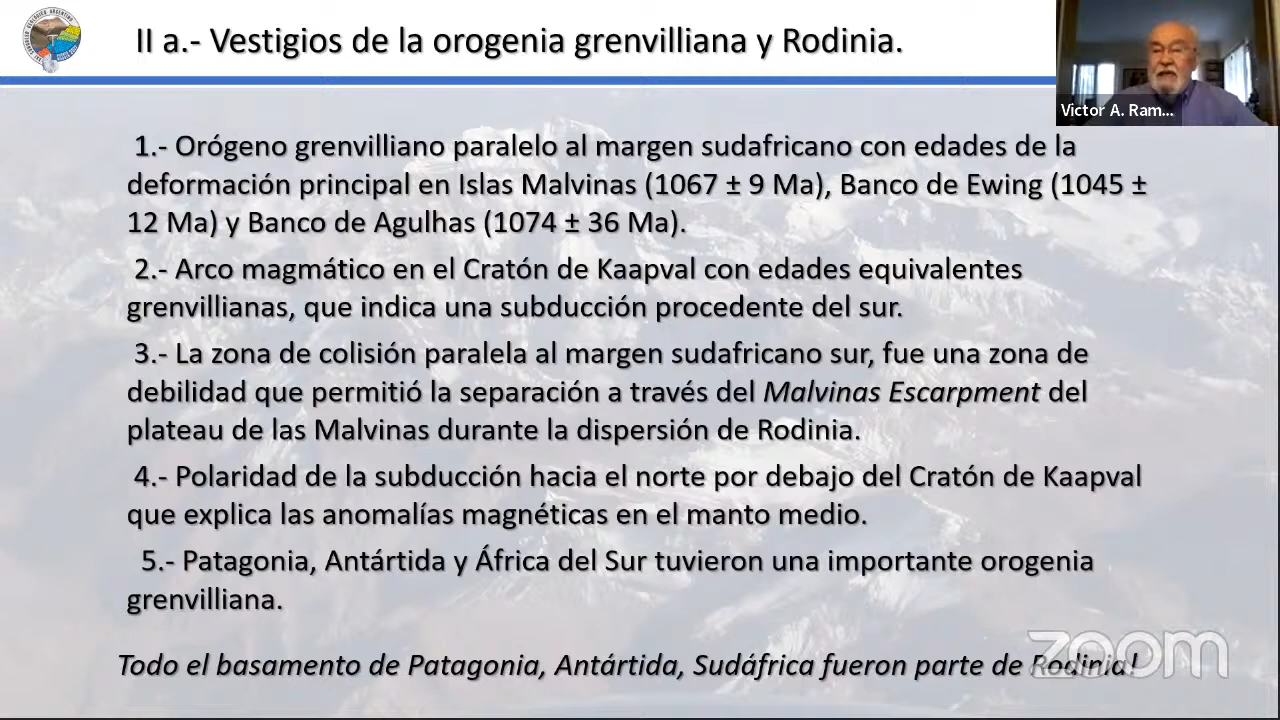 II a.- Vestigios de la orogenia grenvilliana y Rodinia.
Victor A. Ram...
1.- Orógeno grenvilliano paralelo al margen sudafricano con edades de la
deformación principal en Islas Malvinas (1067 ± 9 Ma), Banco de Ewing (1045 ±
12 Ma) y Banco de Agulhas (1074 ± 36 Ma).
2.- Arco magmático en el Cratón de Kaapval con edades equivalentes
grenvillianas, que indica una subducción procedente del sur.
3.- La zona de colisión paralela al margen sudafricano sur, fue una zona de
debilidad que permitió la separación a través del Malvinas Escarpment del
plateau de las Malvinas durante la dispersión de Rodinia.
4.- Polaridad de la subducción hacia el norte por debajo del Cratón de Kaapval
que explica las anomalías magnéticas en el manto medio.
5.- Patagonia, Antártida y África del Sur tuvieron una importante orogenia
grenvilliana.
Todo el basamento de Patagonia, Antártida, Sudáfrica fueron parte de Rodinia!
zoom